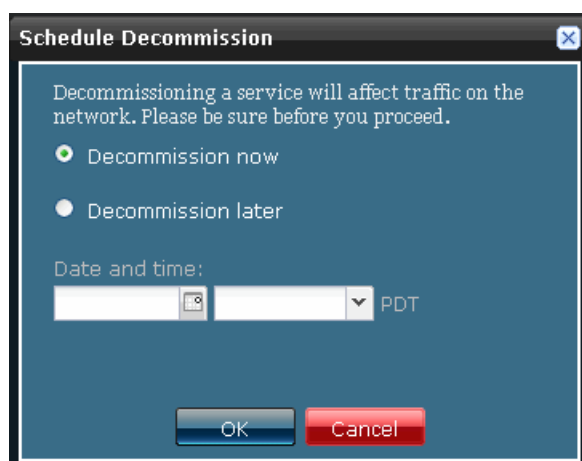 Schedule Decommission
Decommissioning a service will affect traffic on the
network. Please be sure before you proceed.
Decommission now
Decommission later
Date and time:
PDT
OK
Cancel